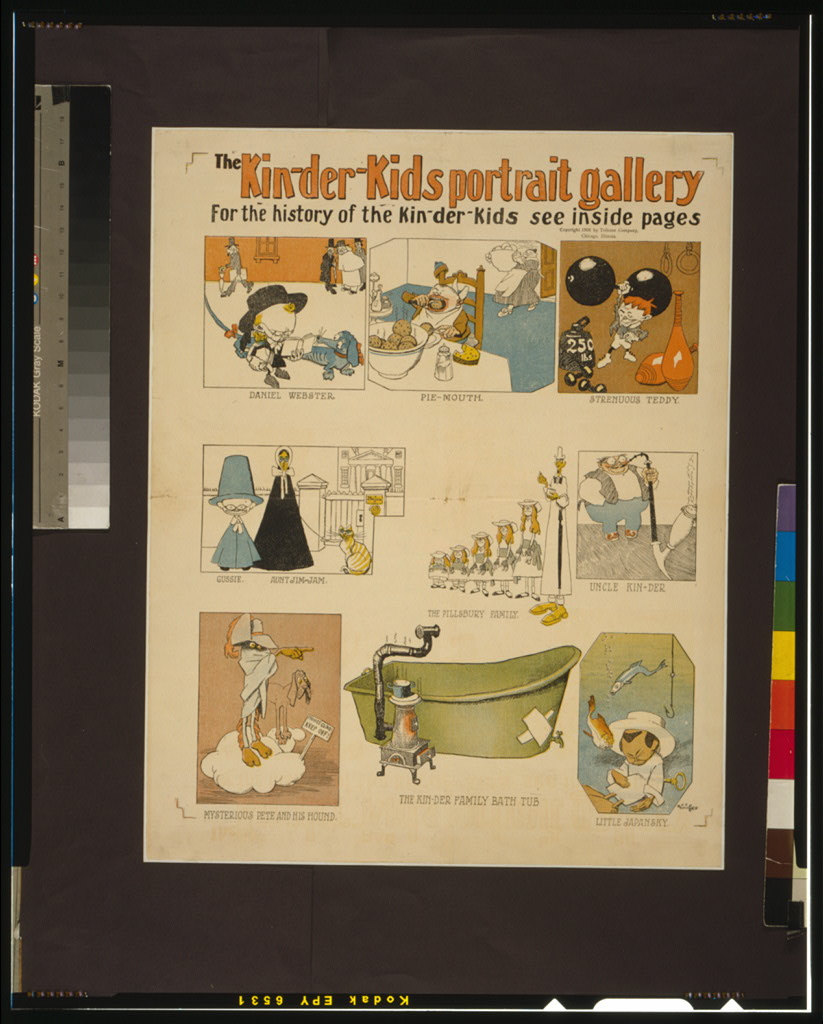 The Kin-der-Kids portrait gallery
For the history of the Kin-der-Kids see inside pages
Copyright 1906 by Tribune Company,
Chicago, Illinois
250
lbs
DANIEL WEBSTER.
PIE-MOUTH.
STRENUOUS TEDDY.
GUSSIE.
AUNT JIM-JAM.
THE PILLSBURY FAMILY.
UNCLE KIN-DER
KEEP OFF!
MYSTERIOUS PETE AND HIS HOUND.
THE KIN-DER FAMILY BATH TUB
LITTLE JAPANSKY.
KODAK Gray Scale
A
M
B
Kodak EPY 6531